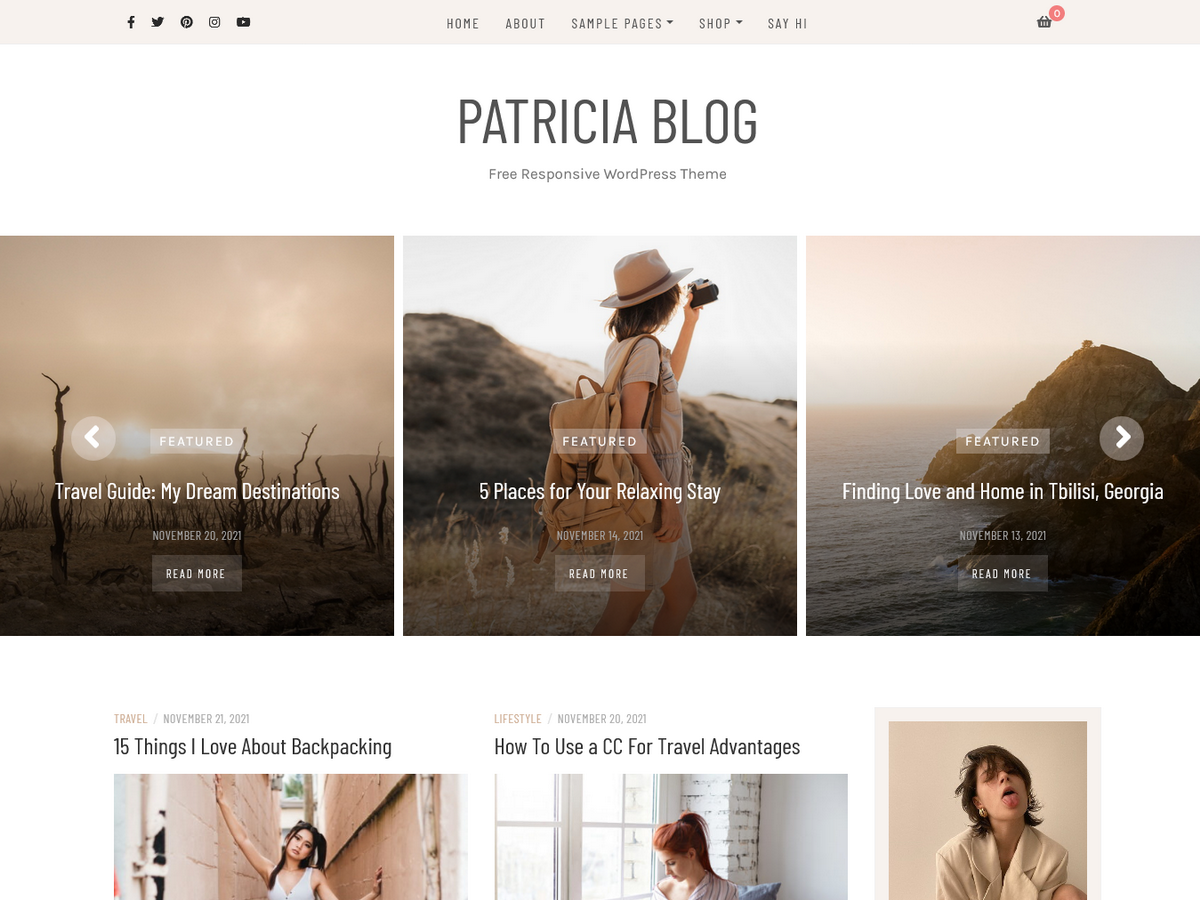 HOME ABOUT SAMPLE PAGES SHOP SAY HI 0
PATRICIA BLOG
Free Responsive WordPress Theme
FEATURED
Travel Guide: My Dream Destinations
NOVEMBER 20, 2021
READ MORE
FEATURED
5 Places for Your Relaxing Stay
NOVEMBER 14, 2021
READ MORE
FEATURED
Finding Love and Home in Tbilisi, Georgia
NOVEMBER 13, 2021
READ MORE
TRAVEL / NOVEMBER 21, 2021
15 Things I Love About Backpacking
LIFESTYLE / NOVEMBER 20, 2021
How To Use a CC For Travel Advantages